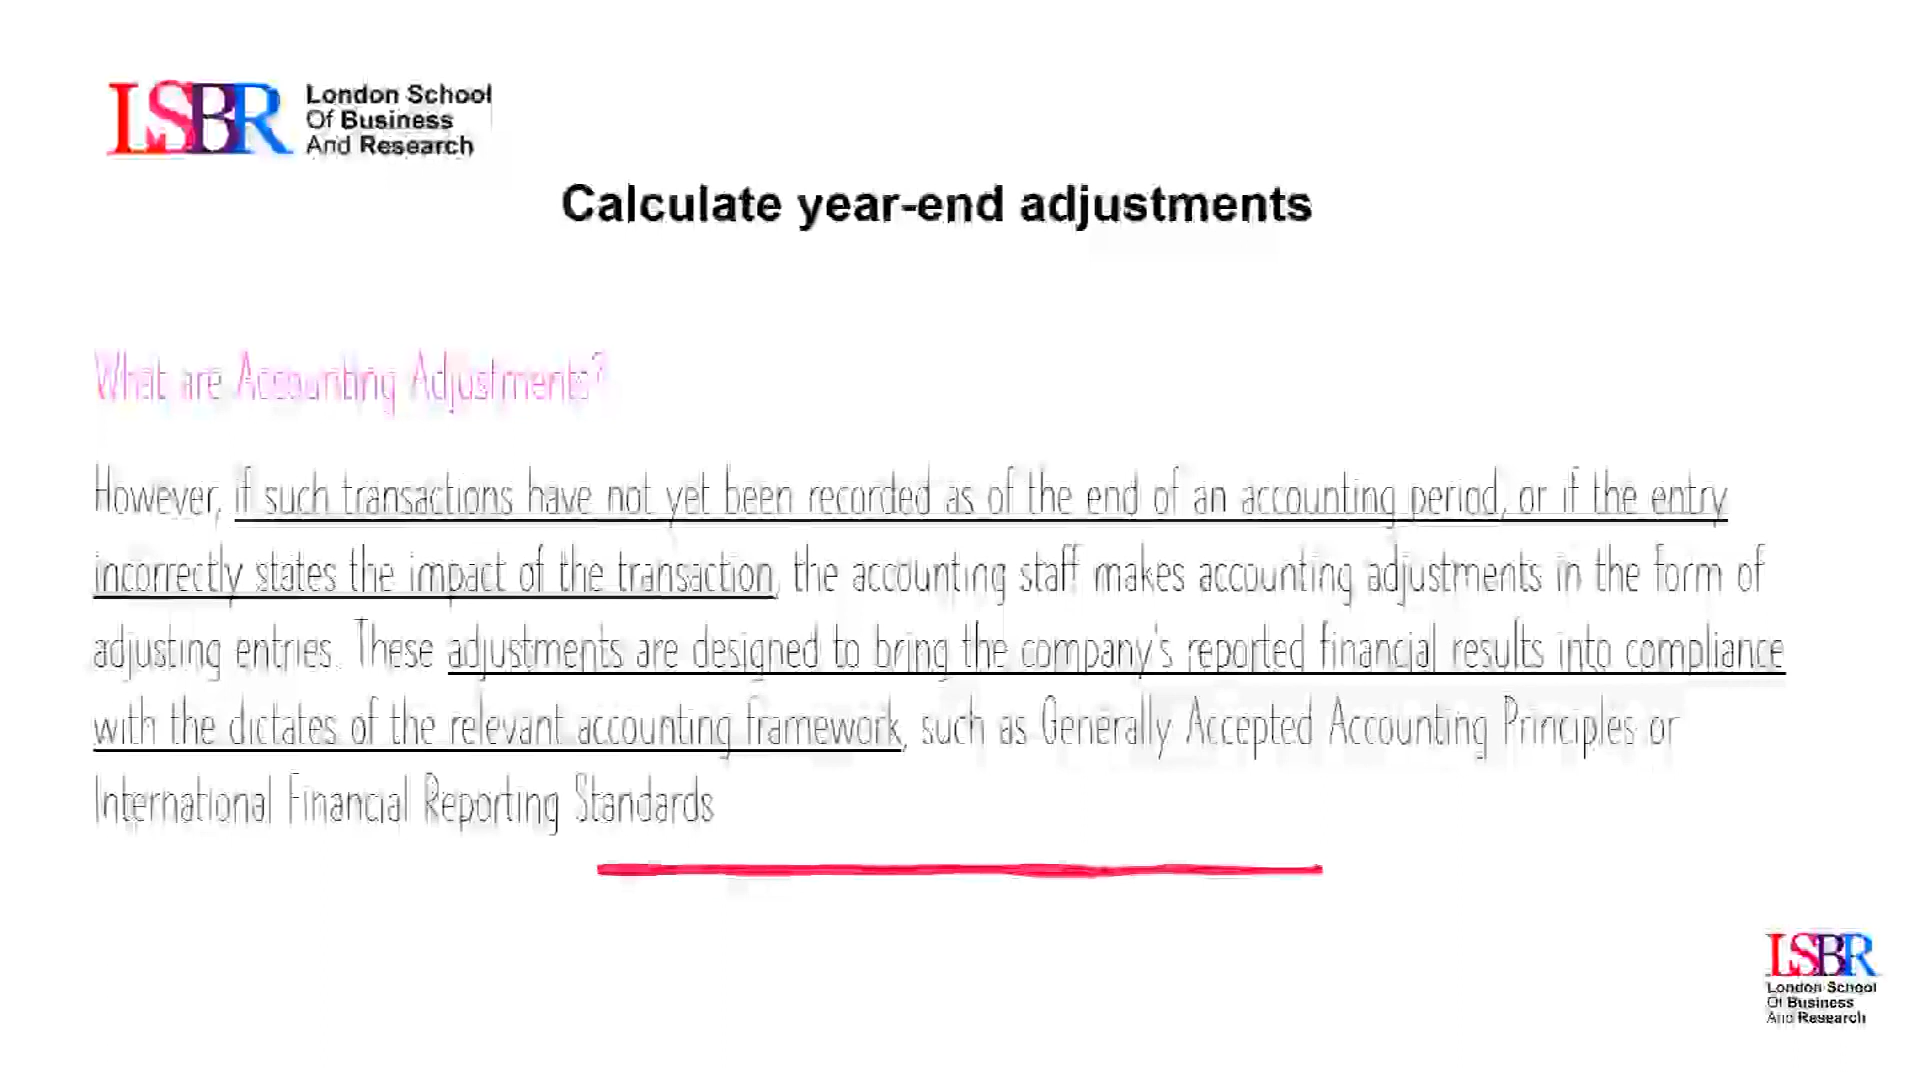 LSBR
London School
Of Business
And Research
Calculate year-end adjustments
What are Accounting Adjustments?
However, if such transactions have not yet been recorded as of the end of an accounting period, or if the entry
incorrectly states the impact of the transaction, the accounting staff makes accounting adjustments in the form of
adjusting entries. These adjustments are designed to bring the company's reported financial results into compliance
with the dictates of the relevant accounting framework, such as Generally Accepted Accounting Principles or
International Financial Reporting Standards
LSBR
London School
Of Business
And Research